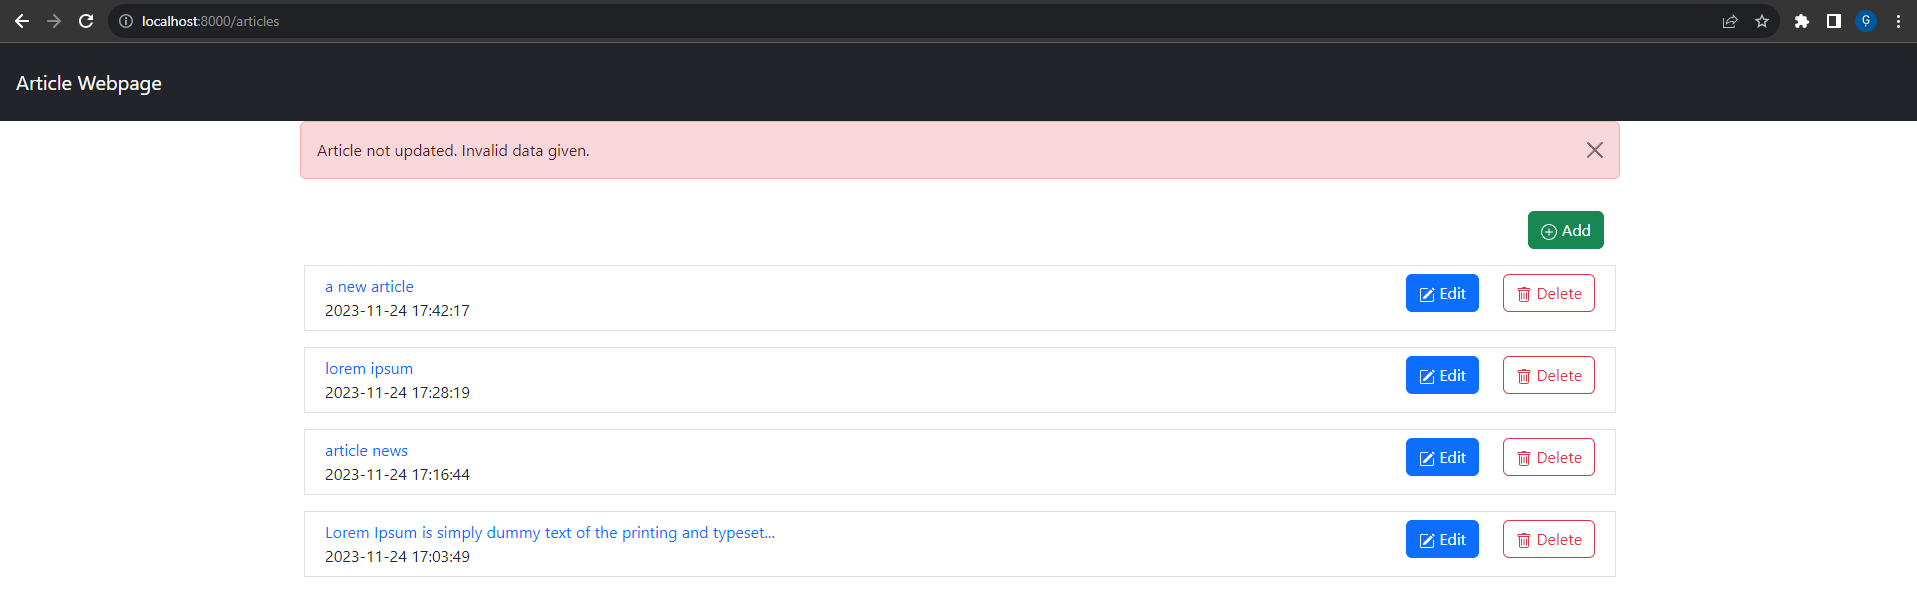 localhost:8000/articles
Ģ
Article Webpage
Article not updated. Invalid data given.
Add
a new article
Edit
Delete
2023-11-24 17:42:17
lorem ipsum
Edit
Delete
2023-11-24 17:28:19
article news
Edit
Delete
2023-11-24 17:16:44
Lorem Ipsum is simply dummy text of the printing and typeset...
Edit
Delete
2023-11-24 17:03:49